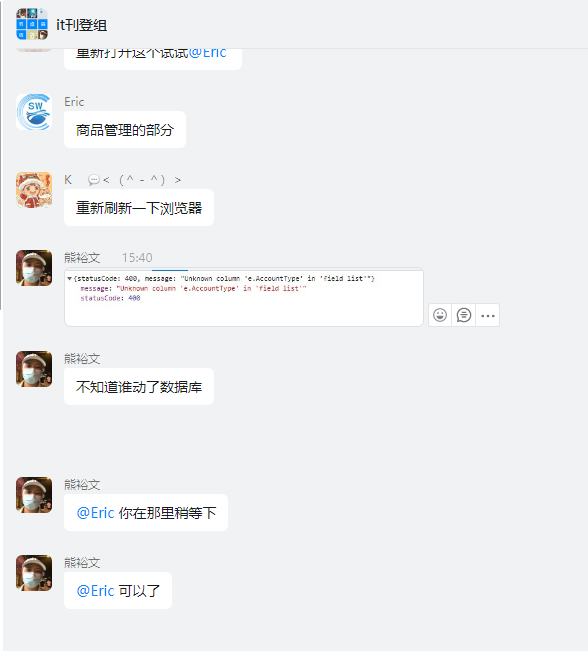 it刊登组
重新打开这个试试@Eric
Eric
商品管理的部分
K 💬< (^ - ^) >
重新刷新一下浏览器
熊裕文 15:40
▼{statusCode: 400, message: "Unknown column 'e.AccountType' in 'field list'"}
message: "Unknown column 'e.AccountType' in 'field list'"
statusCode: 400
熊裕文
不知道谁动了数据库
熊裕文
@Eric 你在那里稍等下
熊裕文
@Eric 可以了